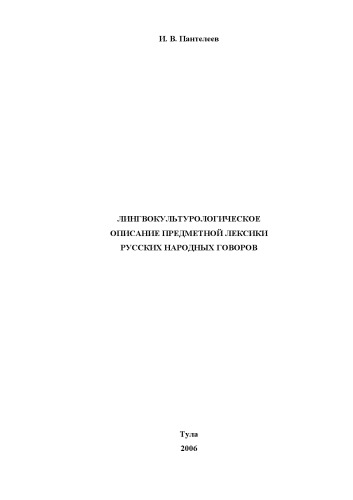 И. В. Пантелеев
ЛИНГВОКУЛЬТУРОЛОГИЧЕСКОЕ
ОПИСАНИЕ ПРЕДМЕТНОЙ ЛЕКСИКИ
РУССКИХ НАРОДНЫХ ГОВОРОВ
Тула
2006